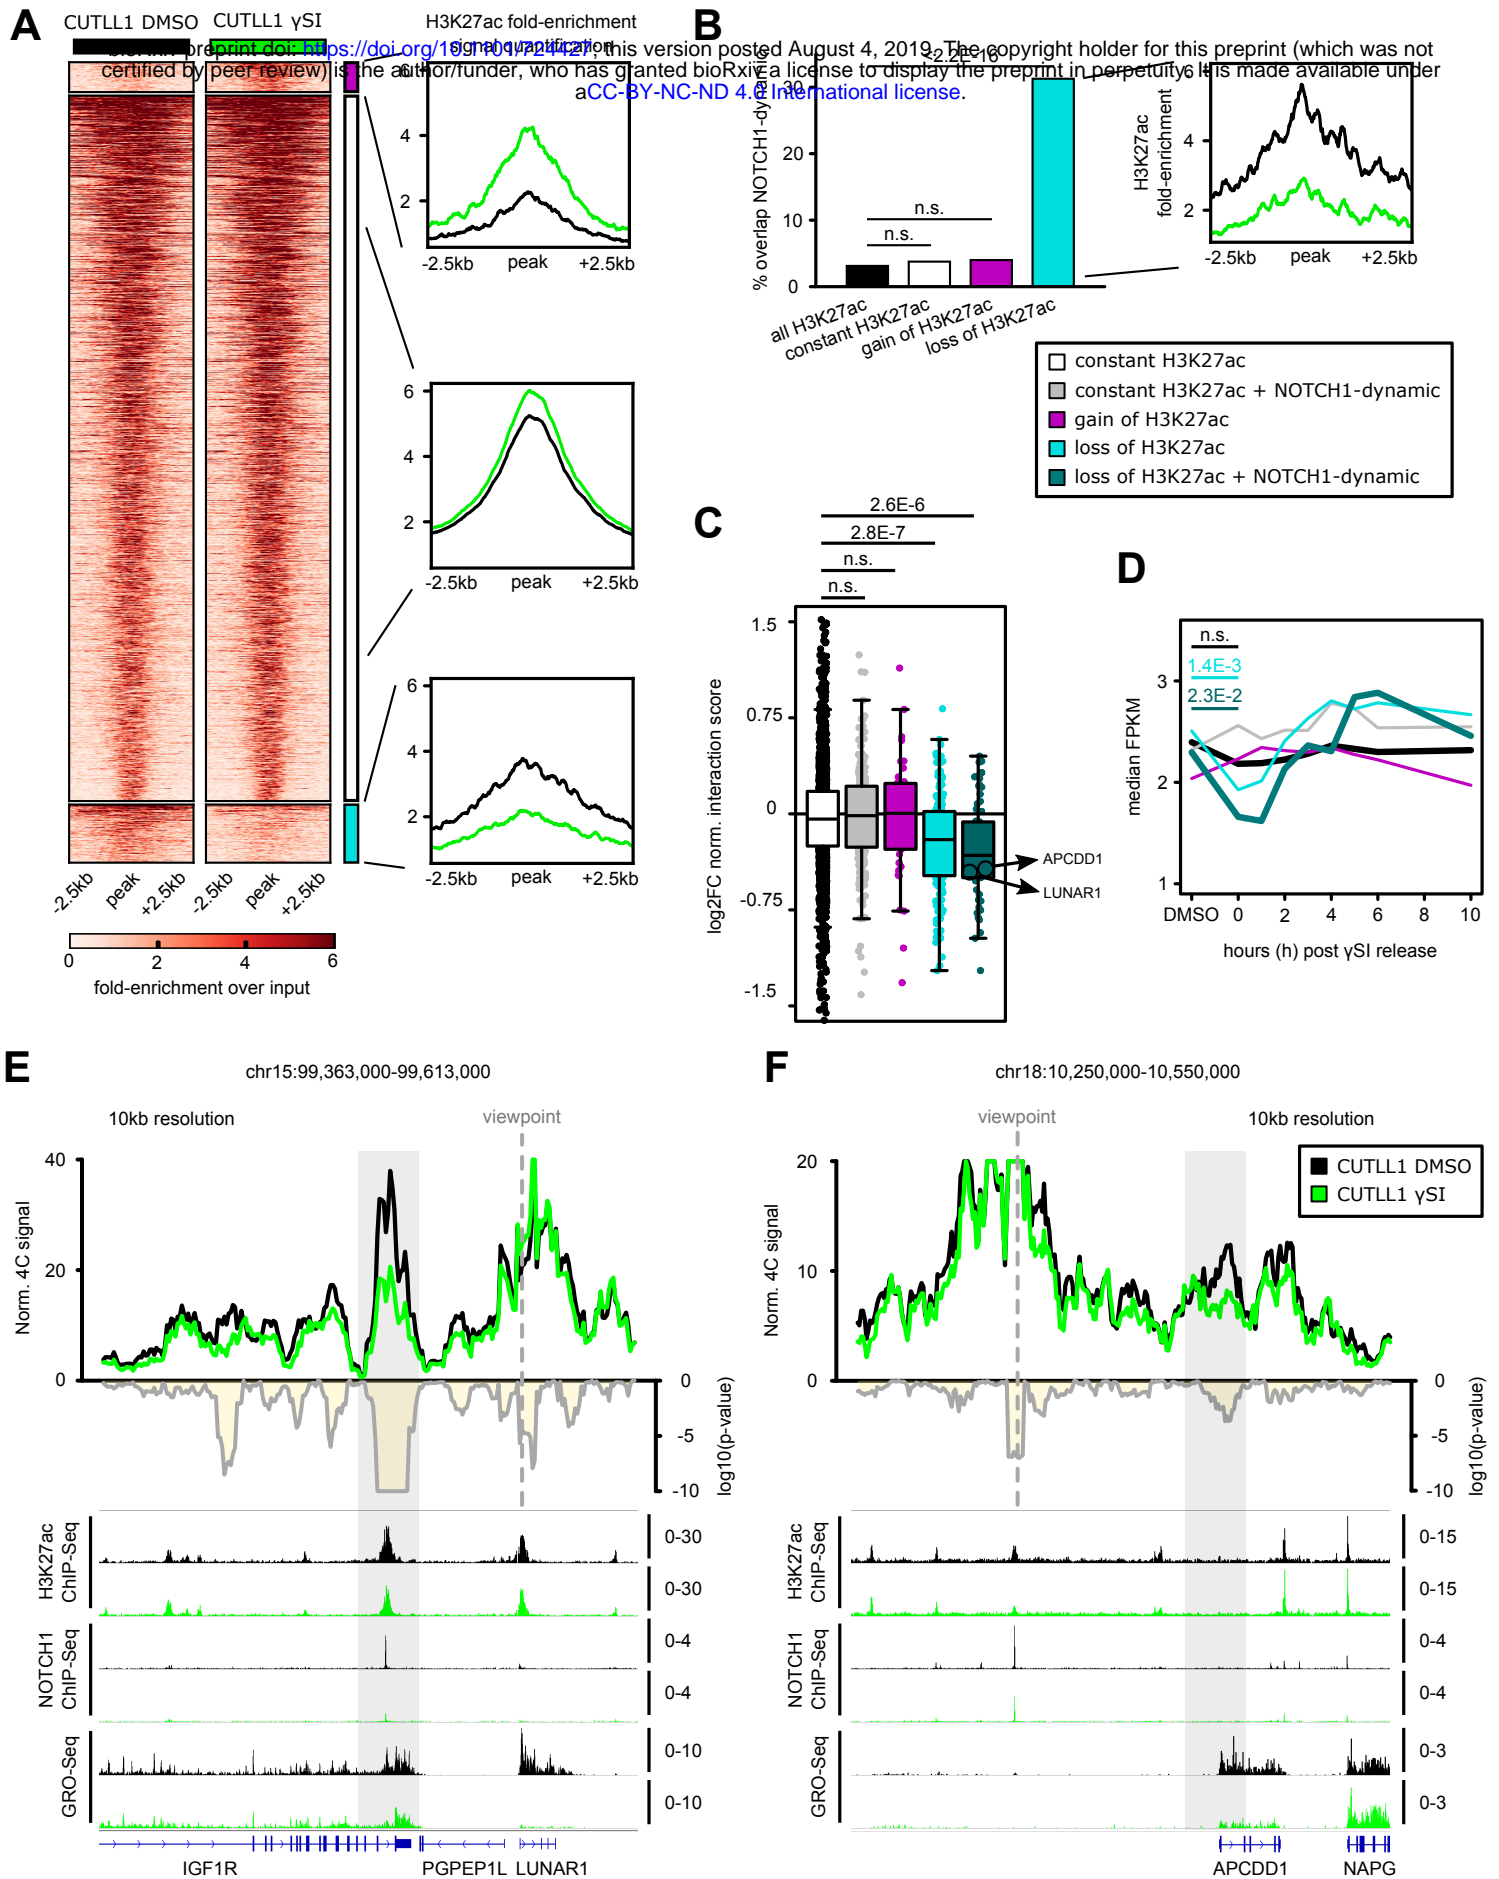 A
CUTLL1 DMSO
CUTLL1 γSI
H3K27ac fold-enrichment
signal quantification
bioRxiv preprint doi: https://doi.org/10.1101/724427; this version posted August 4, 2019. The copyright holder for this preprint (which was not
certified by peer review) is the author/funder, who has granted bioRxiv a license to display the preprint in perpetuity. It is made available under
aCC-BY-NC-ND 4.0 International license.
6
4
2
-2.5kb peak +2.5kb
6
4
2
-2.5kb peak +2.5kb
6
4
2
-2.5kb peak +2.5kb
-2.5kb peak +2.5kb -2.5kb peak +2.5kb
0 2 4 6
fold-enrichment over input
B
% overlap NOTCH1-dynamic
30
20
10
0
<2.2E-16
n.s.
n.s.
all H3K27ac
constant H3K27ac
gain of H3K27ac
loss of H3K27ac
H3K27ac
fold-enrichment
6
4
2
-2.5kb peak +2.5kb
constant H3K27ac
constant H3K27ac + NOTCH1-dynamic
gain of H3K27ac
loss of H3K27ac
loss of H3K27ac + NOTCH1-dynamic
C
2.6E-6
2.8E-7
n.s.
n.s.
log2FC norm. interaction score
1.5
0.75
0
-0.75
-1.5
APCDD1
LUNAR1
D
n.s.
1.4E-3
2.3E-2
median FPKM
3
2
1
DMSO 0 2 4 6 8 10
hours (h) post γSI release
E
chr15:99,363,000-99,613,000
10kb resolution
viewpoint
Norm. 4C signal
40
20
0
0
-5
-10
log10(p-value)
H3K27ac
ChIP-Seq
0-30
0-30
NOTCH1
ChIP-Seq
0-4
0-4
GRO-Seq
0-10
0-10
IGF1R PGPEP1L LUNAR1
F
chr18:10,250,000-10,550,000
viewpoint
10kb resolution
CUTLL1 DMSO
CUTLL1 γSI
Norm. 4C signal
20
10
0
0
-5
-10
log10(p-value)
H3K27ac
ChIP-Seq
0-15
0-15
NOTCH1
ChIP-Seq
0-4
0-4
GRO-Seq
0-3
0-3
APCDD1 NAPG